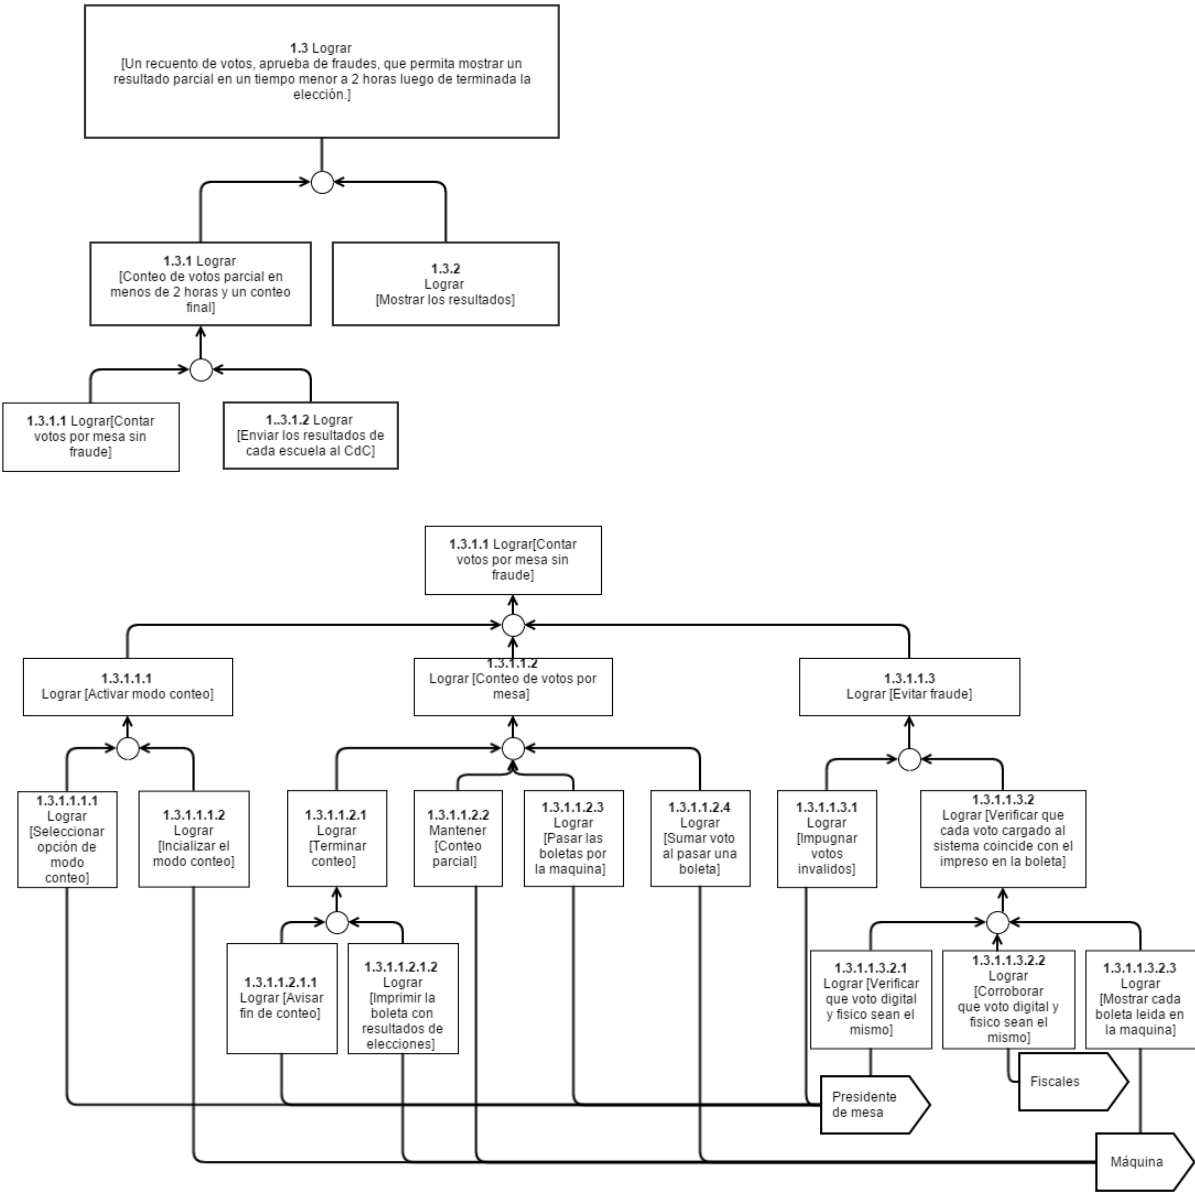 1.3 Lograr
[Un recuento de votos, aprueba de fraudes, que permita mostrar un
resultado parcial en un tiempo menor a 2 horas luego de terminada la
elección.]
1.3.1 Lograr
[Conteo de votos parcial en
menos de 2 horas y un conteo
final]
1.3.2
Lograr
[Mostrar los resultados]
1.3.1.1 Lograr[Contar
votos por mesa sin
fraude]
1..3.1.2 Lograr
[Enviar los resultados de
cada escuela al CdC]
1.3.1.1 Lograr[Contar
votos por mesa sin
fraude]
1.3.1.1.1
Lograr [Activar modo conteo]
1.3.1.1.2
Lograr [Conteo de votos por
mesa]
1.3.1.1.3
Lograr [Evitar fraude]
1.3.1.1.1.1
Lograr
[Seleccionar
opción de
modo
conteo]
1.3.1.1.1.2
Lograr
[Incializar el
modo conteo]
1.3.1.1.2.1
Lograr
[Terminar
conteo]
1.3.1.1.2.2
Mantener
[Conteo
parcial]
1.3.1.1.2.3
Lograr
[Pasar las
boletas por
la maquina]
1.3.1.1.2.4
Lograr
[Sumar voto
al pasar una
boleta]
1.3.1.1.3.1
Lograr
[Impugnar
votos
invalidos]
1.3.1.1.3.2
Lograr [Verificar que
cada voto cargado al
sistema coincide con el
impreso en la boleta]
1.3.1.1.2.1.1
Lograr [Avisar
fin de conteo]
1.3.1.1.2.1.2
Lograr
[Imprimir la
boleta con
resultados de
elecciones]
1.3.1.1.3.2.1
Lograr [Verificar
que voto digital
y fisico sean el
mismo]
1.3.1.1.3.2.2
Lograr
[Corroborar
que voto digital y
fisico sean el
mismo]
1.3.1.1.3.2.3
Lograr
[Mostrar cada
boleta leida en
la maquina]
Fiscales
Presidente
de mesa
Máquina